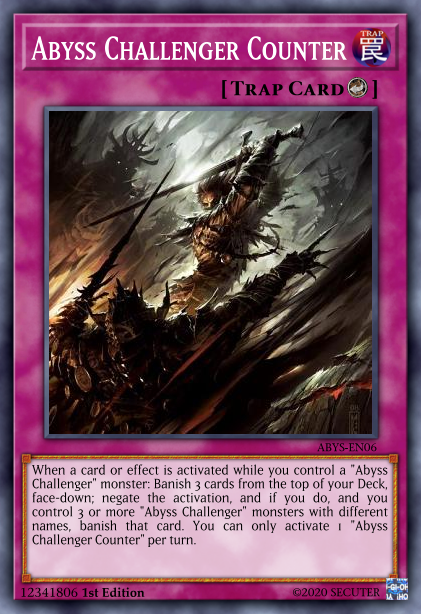 ABYSS CHALLENGER COUNTER
TRAP
罠
[TRAP CARD]
ABYS-EN06
When a card or effect is activated while you control a "Abyss
Challenger" monster: Banish 3 cards from the top of your Deck,
face-down; negate the activation, and if you do, and you
control 3 or more "Abyss Challenger" monsters with different
names, banish that card. You can only activate 1 "Abyss
Challenger Counter" per turn.
12341806 1st Edition
©2020 SECUTER